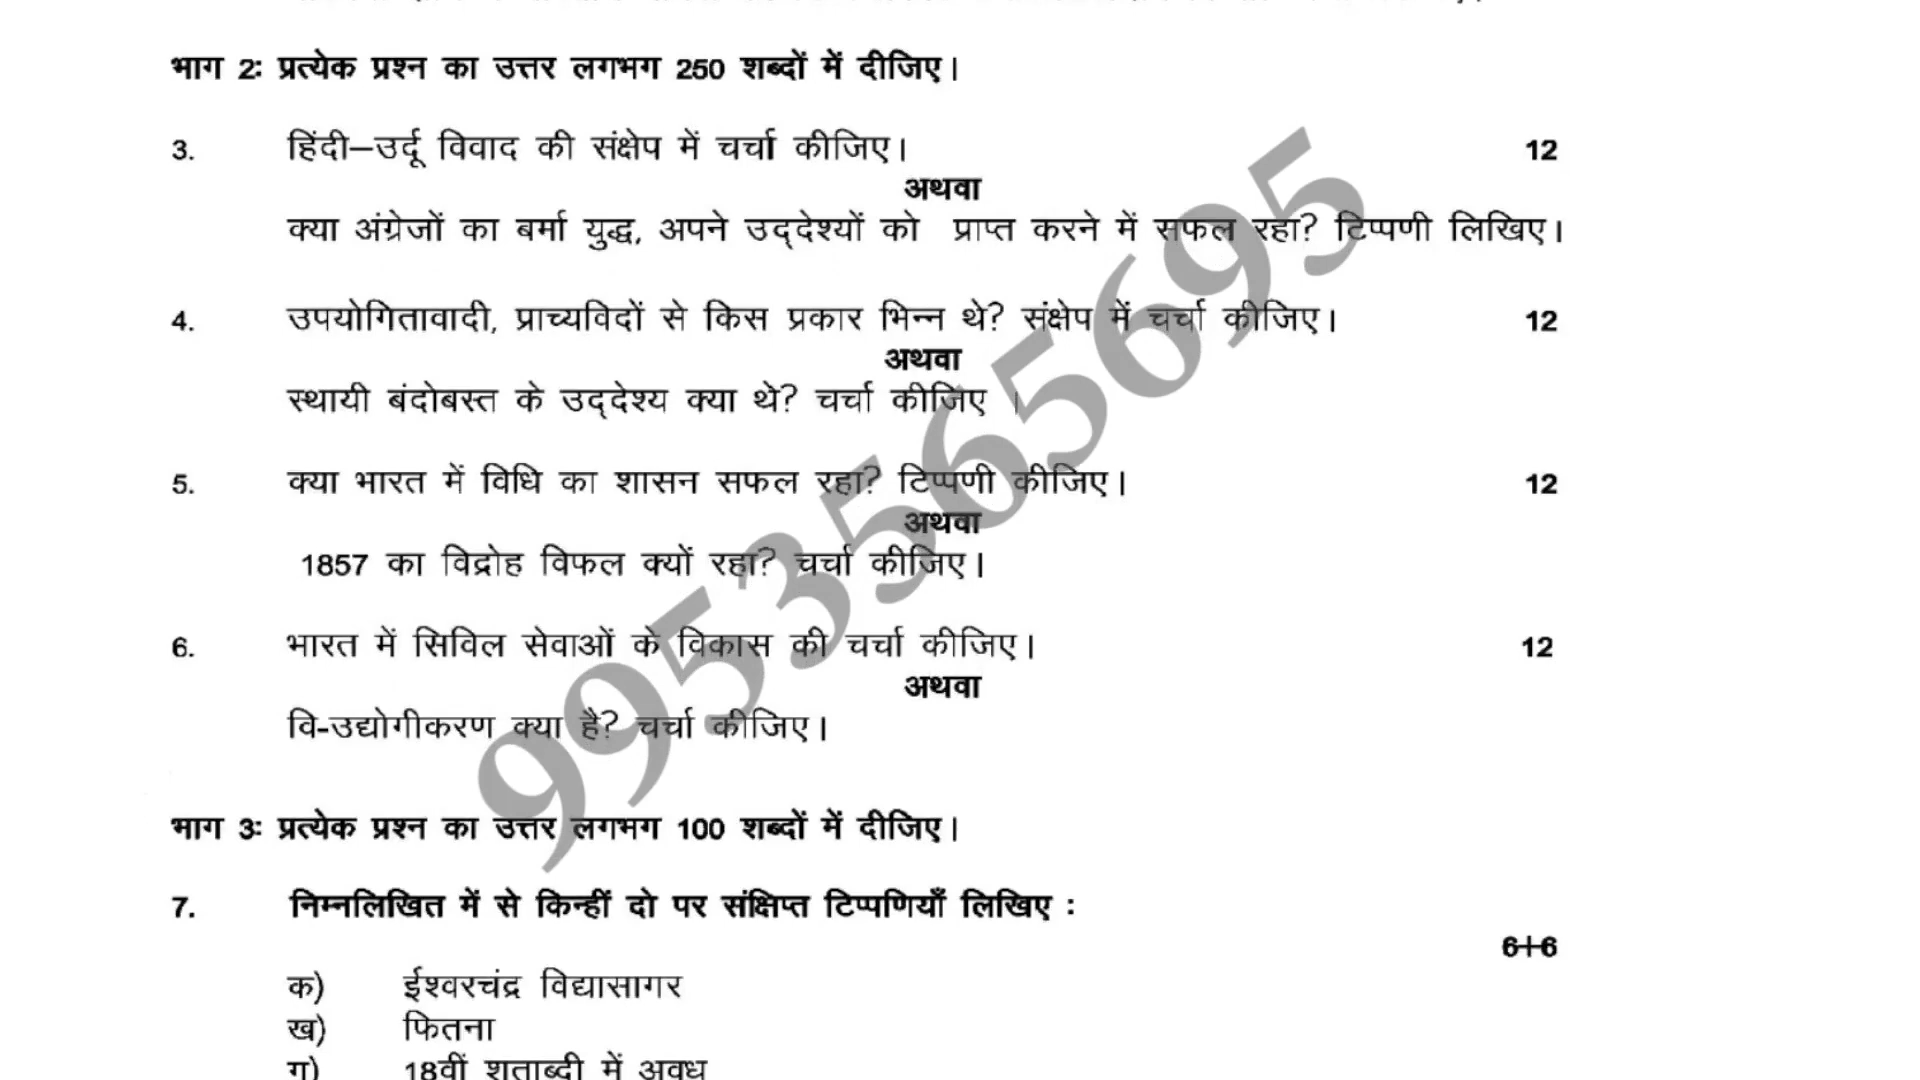 भाग 2: प्रत्येक प्रश्न का उत्तर लगभग 250 शब्दों में दीजिए।
3. हिंदी–उर्दू विवाद की संक्षेप में चर्चा कीजिए। 12
अथवा
क्या अंग्रेजों का बर्मा युद्ध, अपने उद्देश्यों को प्राप्त करने में सफल रहा? टिप्पणी लिखिए।
4. उपयोगितावादी, प्राच्यविदों से किस प्रकार भिन्न थे? संक्षेप में चर्चा कीजिए। 12
अथवा
स्थायी बंदोबस्त के उद्देश्य क्या थे? चर्चा कीजिए ।
5. क्या भारत में विधि का शासन सफल रहा? टिप्पणी कीजिए। 12
अथवा
1857 का विद्रोह विफल क्यों रहा? चर्चा कीजिए।
6. भारत में सिविल सेवाओं के विकास की चर्चा कीजिए। 12
अथवा
वि-उद्योगीकरण क्या है? चर्चा कीजिए।
भाग 3: प्रत्येक प्रश्न का उत्तर लगभग 100 शब्दों में दीजिए।
7. निम्नलिखित में से किन्हीं दो पर संक्षिप्त टिप्पणियाँ लिखिए :
6+6
क) ईश्वरचंद्र विद्यासागर
ख) फितना
ग) 18वीं शताब्दी में अवध
9953565695